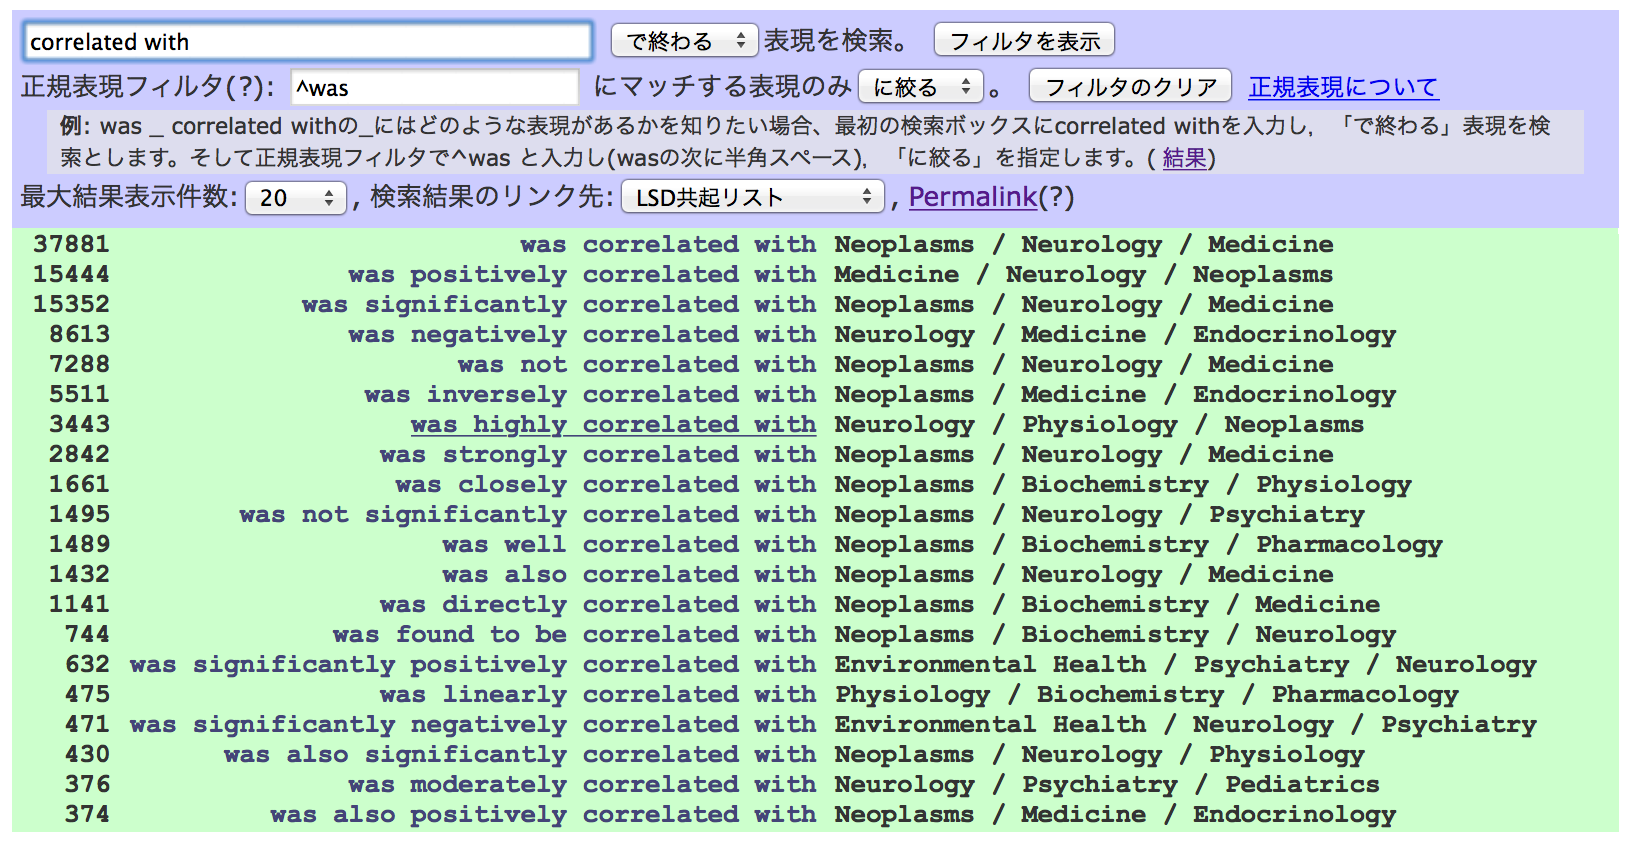 correlated with で終わる 表現を検索。 フィルタを表示
正規表現フィルタ(?): ^was にマッチする表現のみ に絞る 。 フィルタのクリア 正規表現について
例: was _ correlated withの_にはどのような表現があるかを知りたい場合、最初の検索ボックスにcorrelated withを入力し, 「で終わる」表現を検
索とします。そして正規表現フィルタで^was と入力し(wasの次に半角スペース), 「に絞る」を指定します。( 結果)
最大結果表示件数: 20 , 検索結果のリンク先: LSD共起リスト , Permalink(?)
37881 was correlated with Neoplasms / Neurology / Medicine
15444 was positively correlated with Medicine / Neurology / Neoplasms
15352 was significantly correlated with Neoplasms / Neurology / Medicine
8613 was negatively correlated with Neurology / Medicine / Endocrinology
7288 was not correlated with Neoplasms / Neurology / Medicine
5511 was inversely correlated with Neoplasms / Medicine / Endocrinology
3443 was highly correlated with Neurology / Physiology / Neoplasms
2842 was strongly correlated with Neoplasms / Neurology / Medicine
1661 was closely correlated with Neoplasms / Biochemistry / Physiology
1495 was not significantly correlated with Neoplasms / Neurology / Psychiatry
1489 was well correlated with Neoplasms / Biochemistry / Pharmacology
1432 was also correlated with Neoplasms / Neurology / Medicine
1141 was directly correlated with Neoplasms / Biochemistry / Medicine
744 was found to be correlated with Neoplasms / Biochemistry / Neurology
632 was significantly positively correlated with Environmental Health / Psychiatry / Neurology
475 was linearly correlated with Physiology / Biochemistry / Pharmacology
471 was significantly negatively correlated with Environmental Health / Neurology / Psychiatry
430 was also significantly correlated with Neoplasms / Neurology / Physiology
376 was moderately correlated with Neurology / Psychiatry / Pediatrics
374 was also positively correlated with Neoplasms / Medicine / Endocrinology